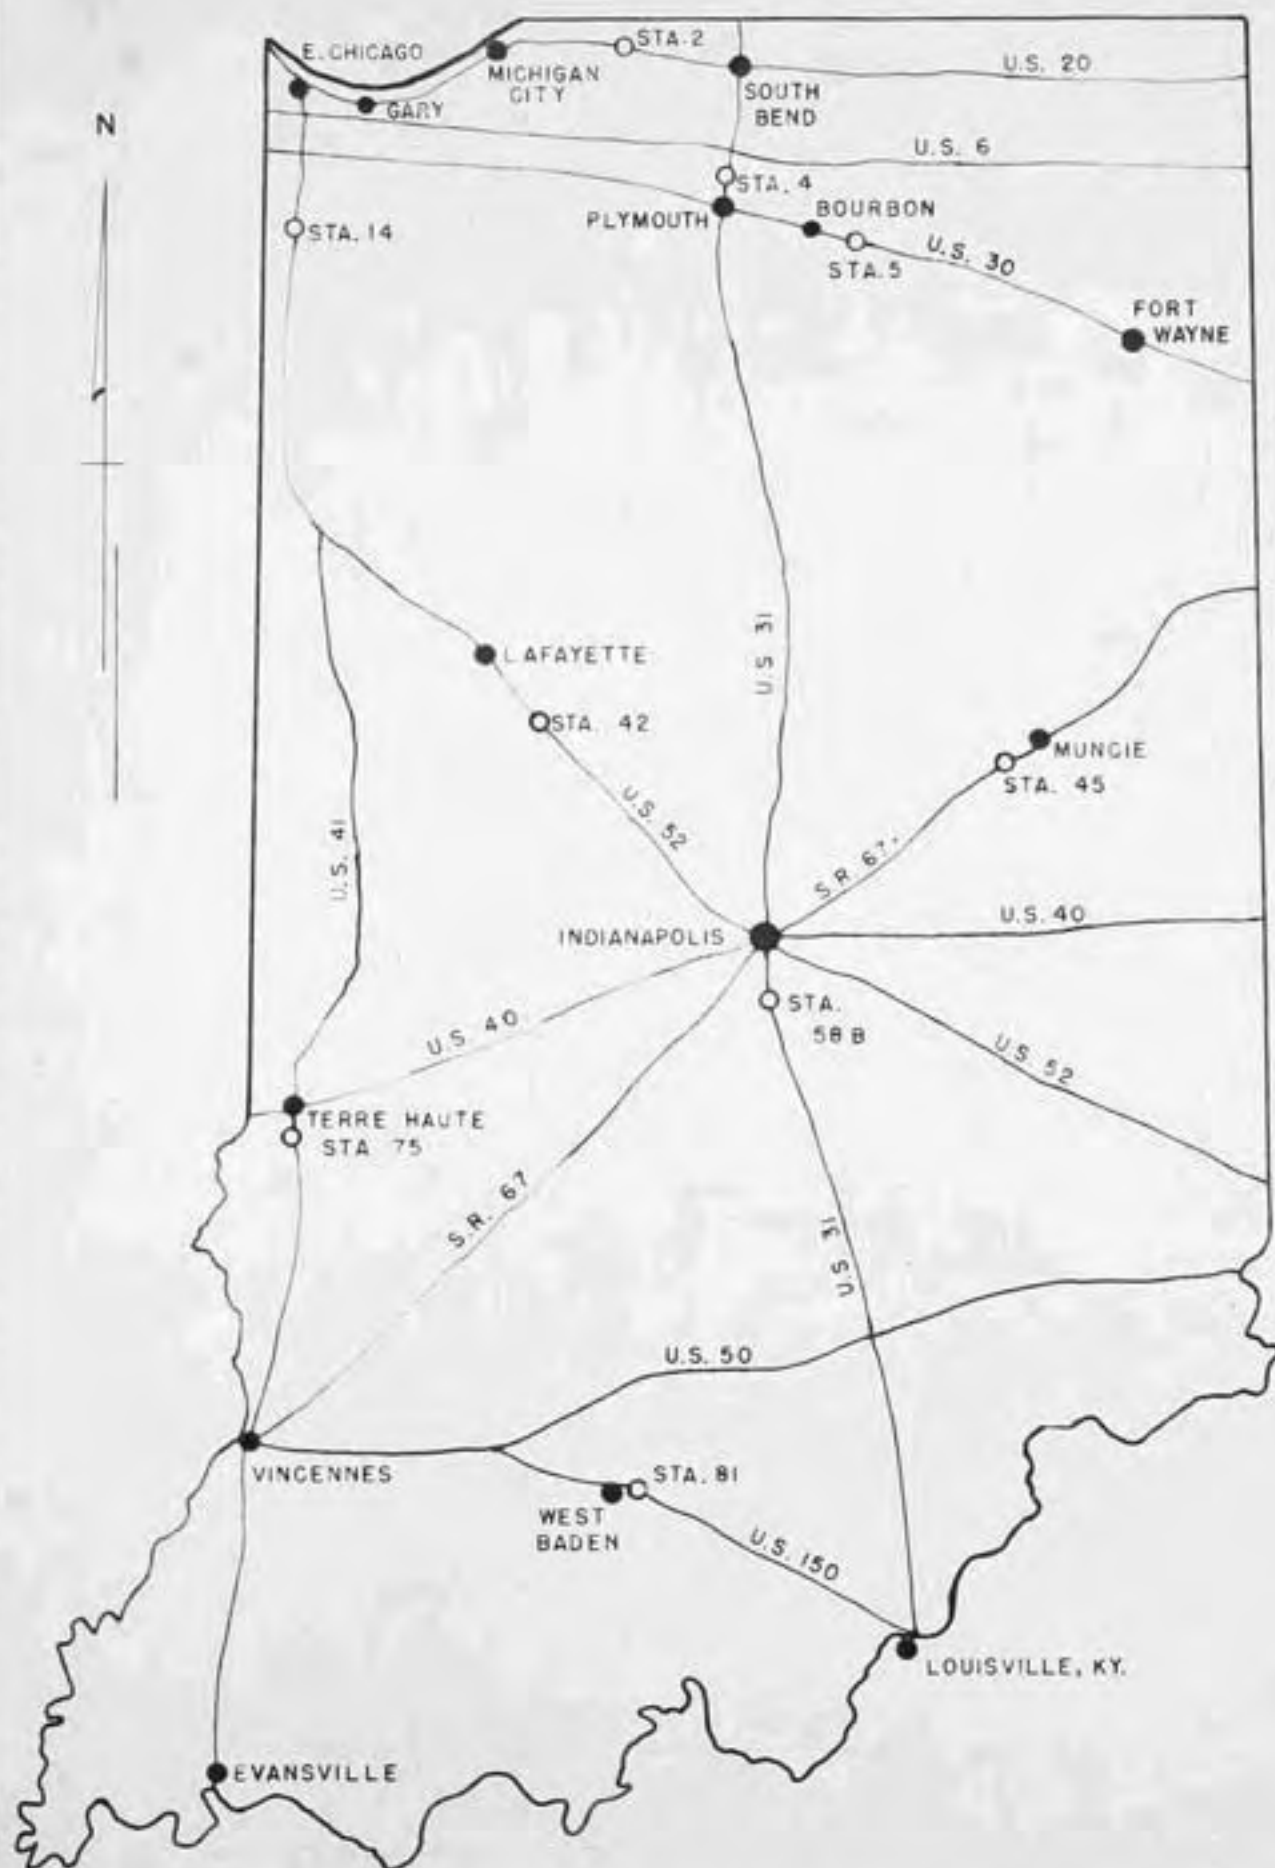 E. CHICAGO
STA. 2
MICHIGAN
CITY
U.S. 20
GARY
SOUTH
BEND
N
U.S. 6
STA. 4
PLYMOUTH
BOURBON
STA. 14
STA. 5
U.S. 30
FORT
WAYNE
U.S 31
LAFAYETTE
STA. 42
MUNCIE
STA. 45
U.S. 52
U.S. 41
S.R. 67.
U.S. 40
INDIANAPOLIS
STA.
58 B
U.S. 40
U.S. 52
TERRE HAUTE
STA 75
S.R. 67
U.S 31
U.S. 50
VINCENNES
STA. 81
WEST
BADEN
U.S. 150
LOUISVILLE, KY.
EVANSVILLE